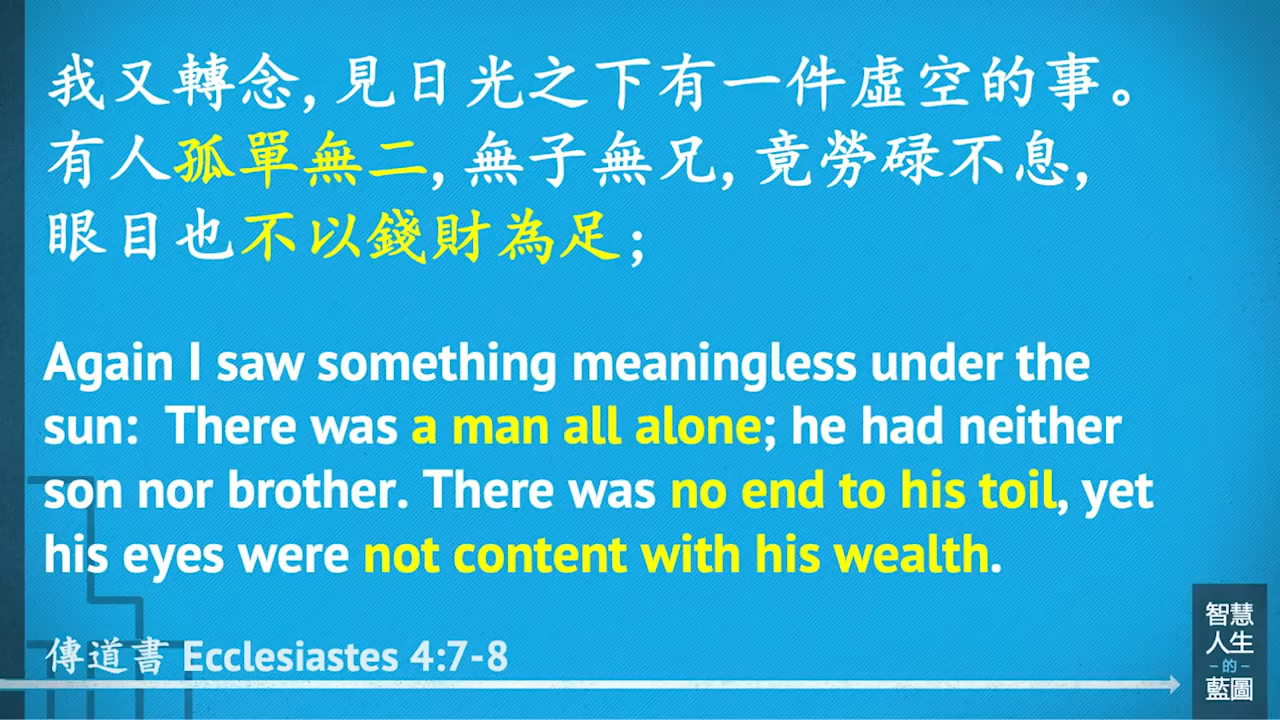 我又轉念, 見日光之下有一件虛空的事。
有人孤單無二, 無子無兄, 竟勞碌不息,
眼目也不以錢財為足;
Again I saw something meaningless under the
sun:  There was a man all alone; he had neither
son nor brother. There was no end to his toil, yet
his eyes were not content with his wealth.
傳道書 Ecclesiastes 4:7-8
智慧
人生
–的–
藍圖